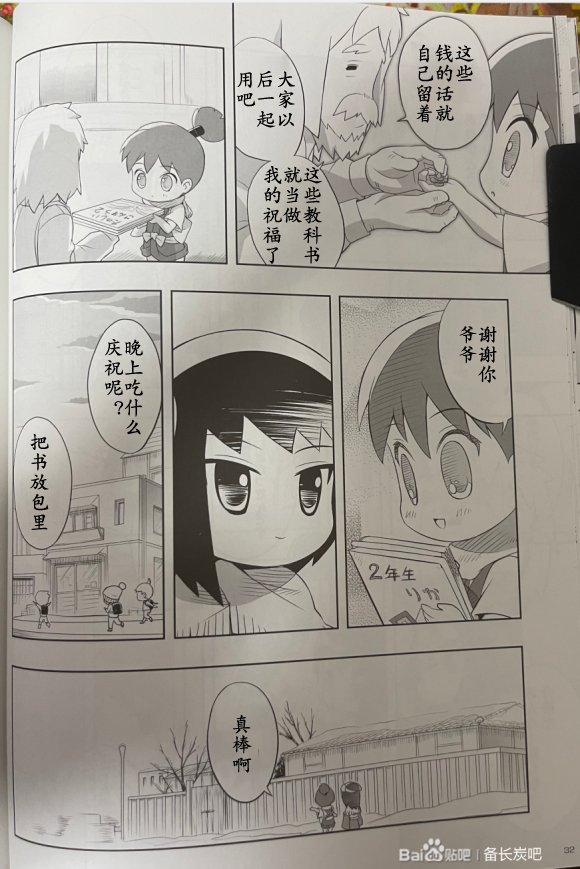 这些
钱的话就
自己留着
大家以
后一起
用吧
这些教科书
就当做
我的祝福了
谢谢你
爷爷
2年生
りか
晚上吃什么
庆祝呢？
把书放包里
真棒啊
32
Bai贴吧 | 备长炭吧